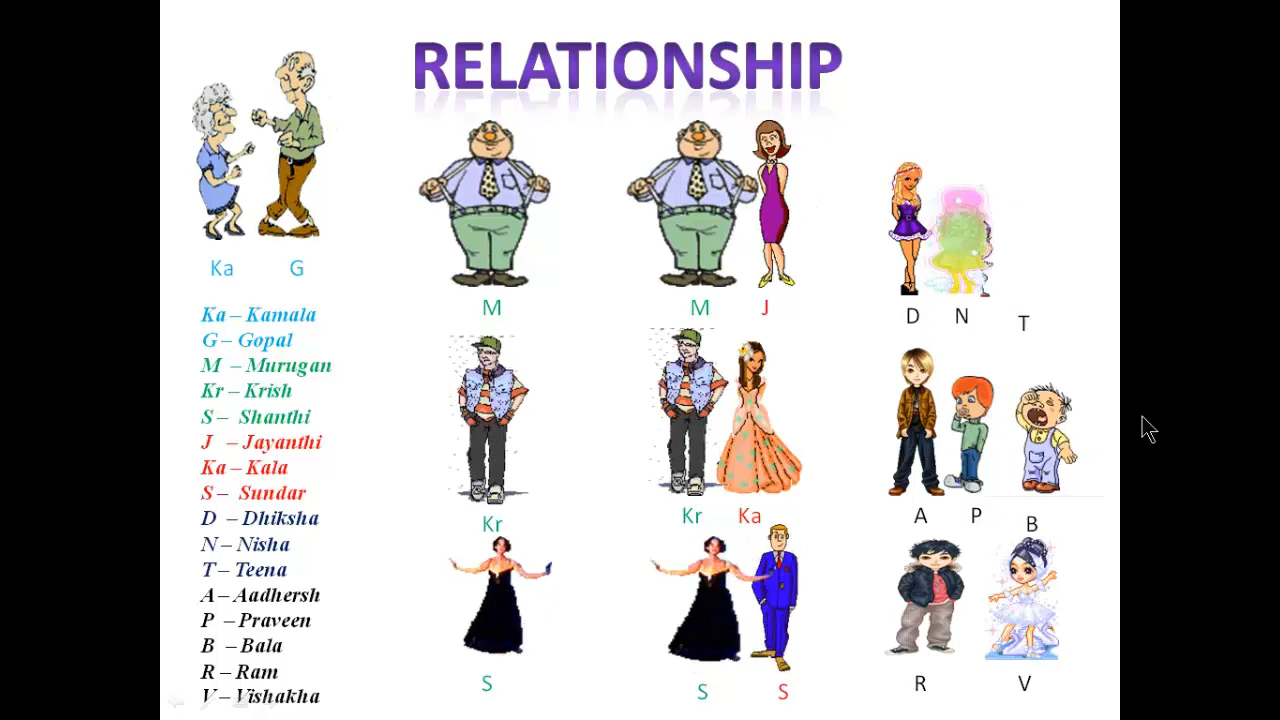 RELATIONSHIP
Ka G
M
M J
D N T
Ka – Kamala
G – Gopal
M – Murugan
Kr – Krish
S – Shanthi
J – Jayanthi
Ka – Kala
S – Sundar
D – Dhiksha
N – Nisha
T – Teena
A – Aadhersh
P – Praveen
B – Bala
R – Ram
V – Vishakha
Kr
Kr Ka
A P B
S
S S
R V